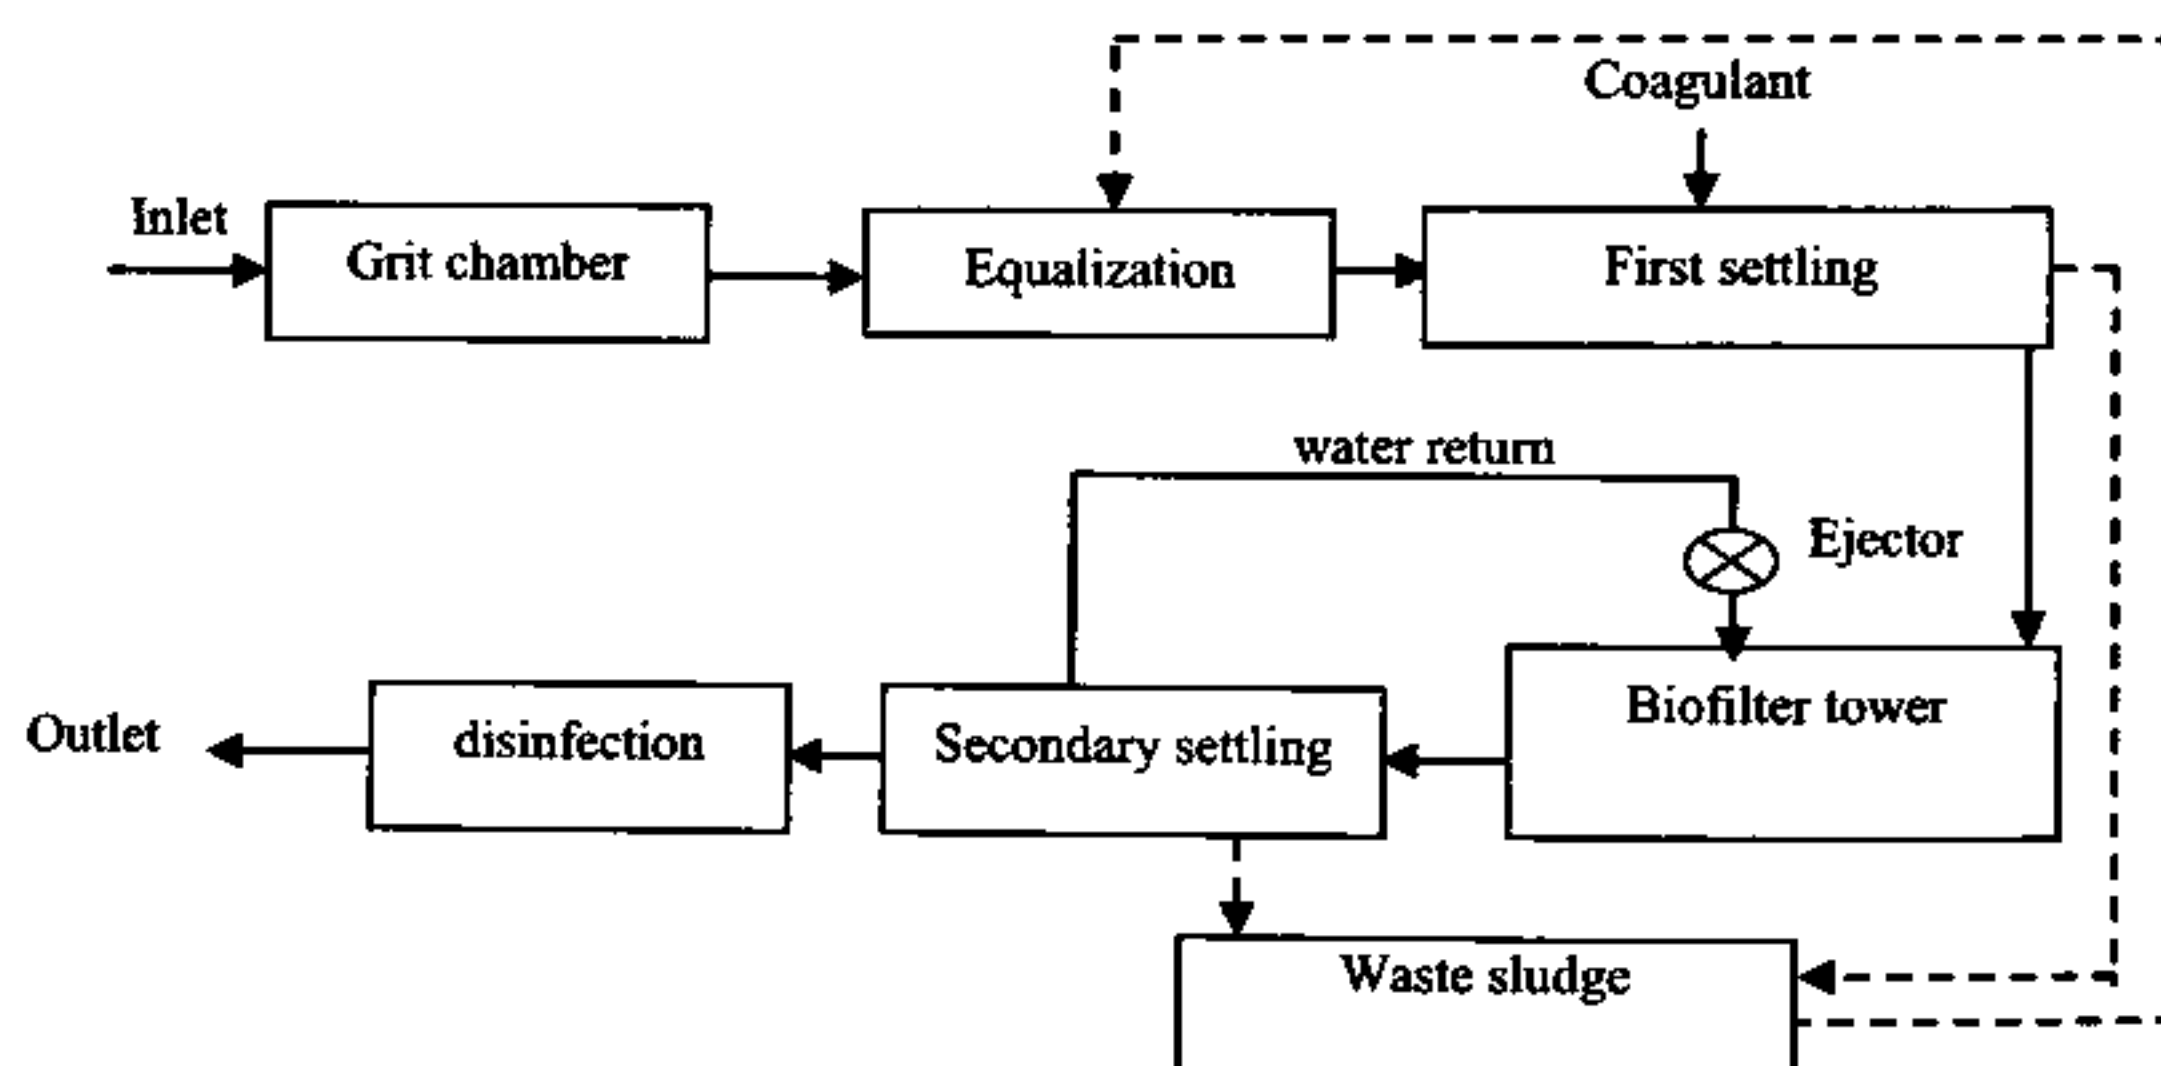 Coagulant
Inlet
Grit chamber
Equalization
First settling
water return
Ejector
Biofilter tower
Outlet
disinfection
Secondary settling
Waste sludge